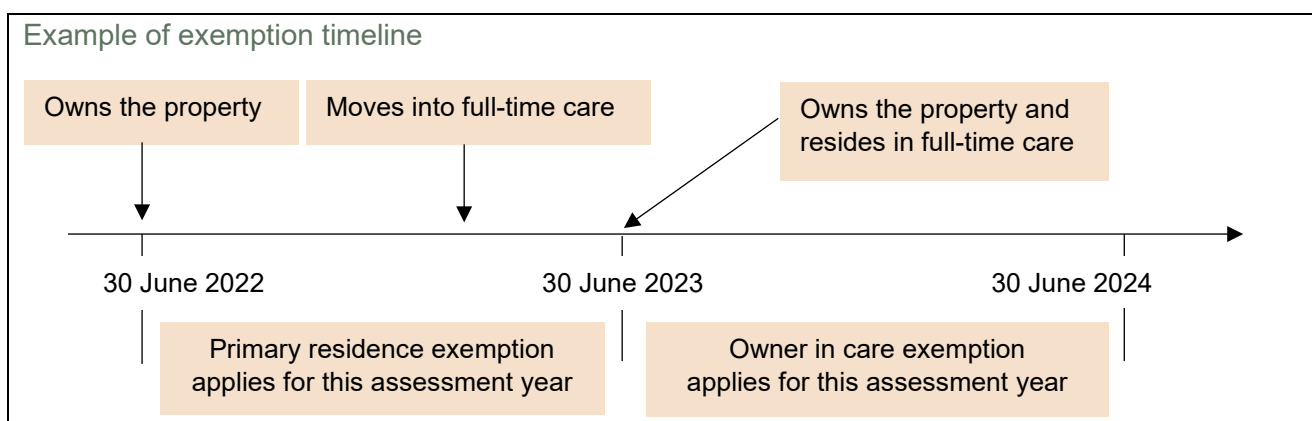 Example of exemption timeline
Owns the property
Moves into full-time care
Owns the property and
resides in full-time care
30 June 2022
30 June 2023
30 June 2024
Primary residence exemption
applies for this assessment year
Owner in care exemption
applies for this assessment year